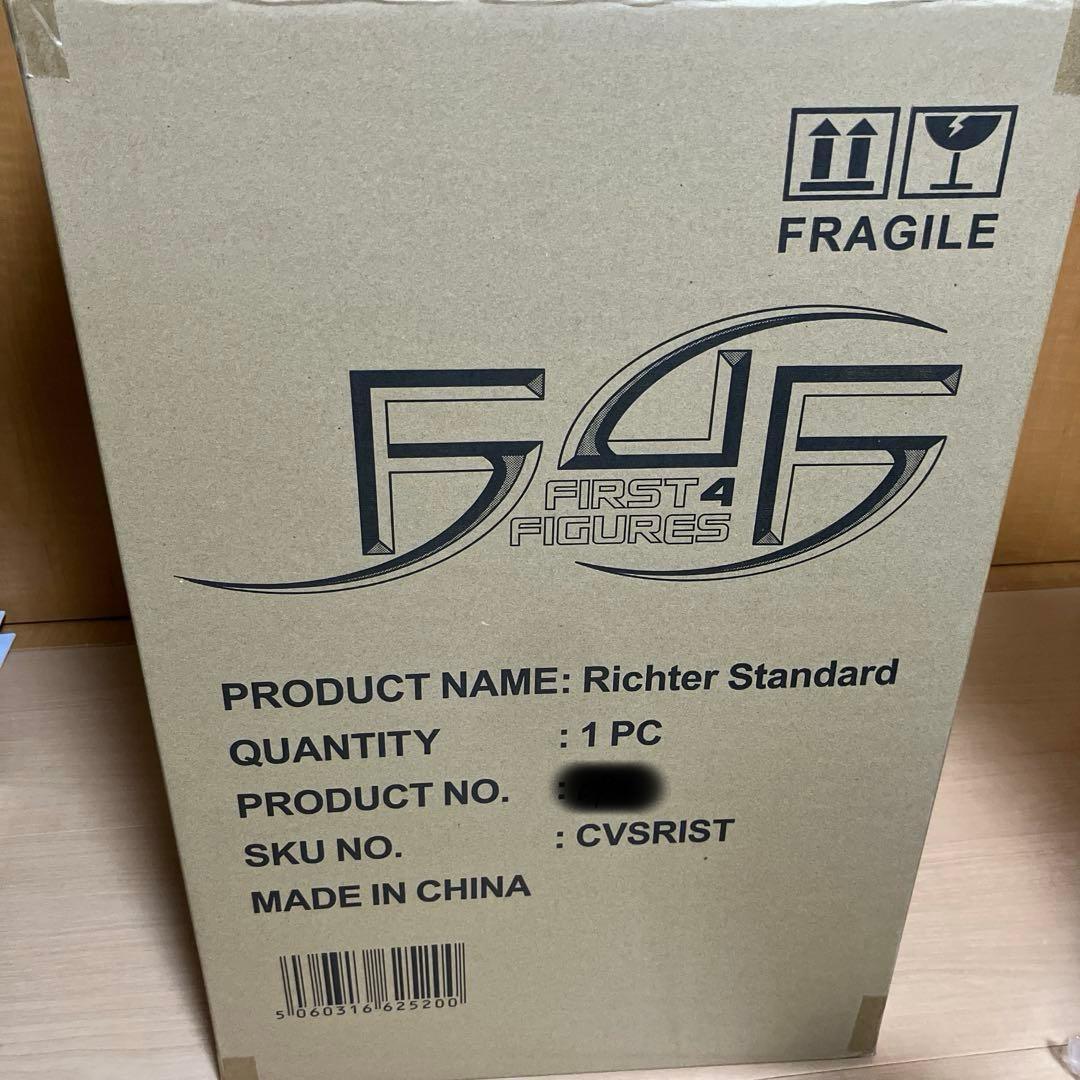 FRAGILE
F4F
FIRST 4
FIGURES
PRODUCT NAME: Richter Standard
QUANTITY : 1 PC
PRODUCT NO. :
SKU NO. : CVSRIST
MADE IN CHINA
5 060316 625200